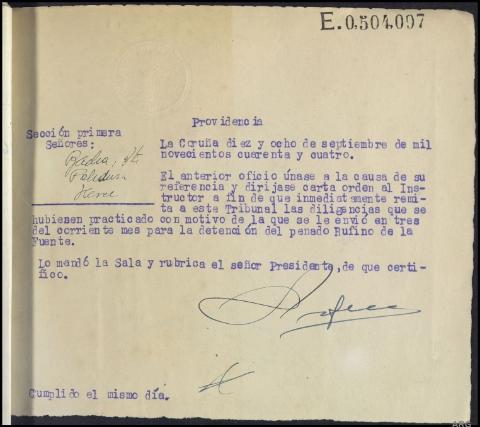 E.0,504,097
Providencia
Sección primera
Señores:
La Coruña diez y ocho de septiembre de mil
novecientos cuarenta y cuatro.
El anterior oficio únase a la causa de su
referencia y diríjase carta orden al Ins-
tructor a fin de que inmediatamente remi-
ta a este Tribunal las diligencias que se
hubiesen practicado con motivo de la que se le envió en tres
del corriente mes para la detención del penado Rufino de la
Fuente.
Lo mandó la Sala y rubrica el señor Presidente, de que certi-
fico.
Cumplido el mismo día.
ARG